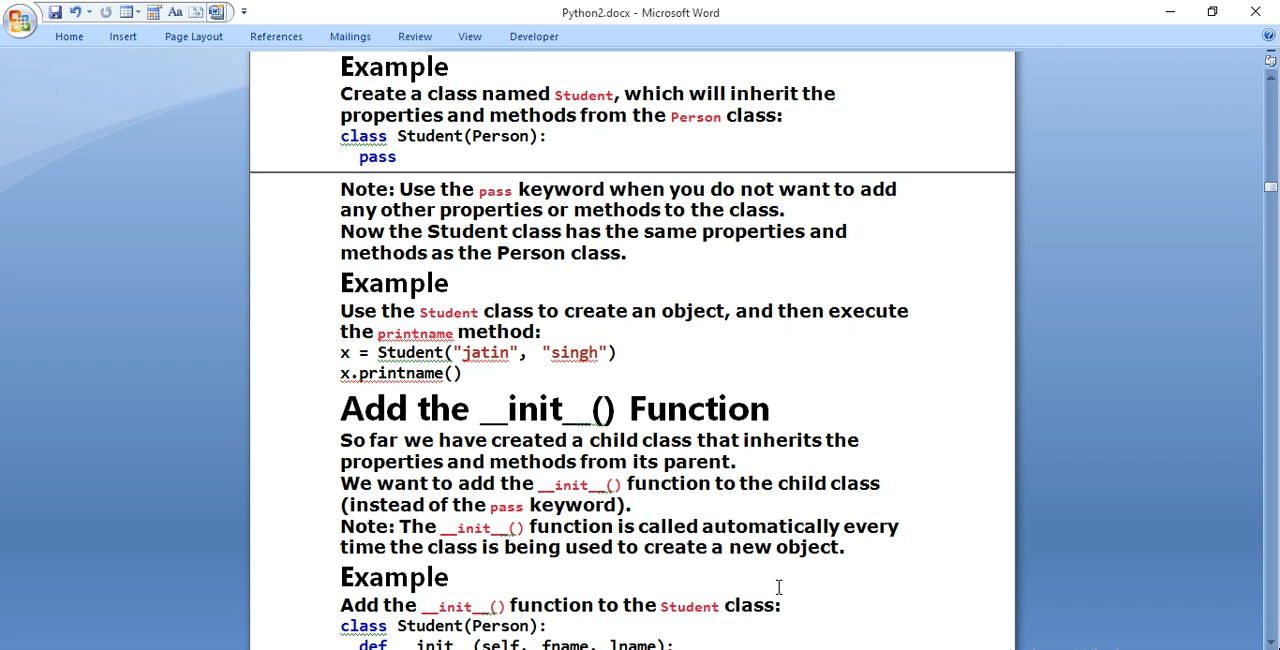 Python2.docx - Microsoft Word
Home Insert Page Layout References Mailings Review View Developer
Example
Create a class named Student, which will inherit the
properties and methods from the Person class:
class Student(Person):
pass
Note: Use the pass keyword when you do not want to add
any other properties or methods to the class.
Now the Student class has the same properties and
methods as the Person class.
Example
Use the Student class to create an object, and then execute
the printname method:
x = Student("jatin", "singh")
x.printname()
Add the __init__() Function
So far we have created a child class that inherits the
properties and methods from its parent.
We want to add the __init__() function to the child class
(instead of the pass keyword).
Note: The __init__() function is called automatically every
time the class is being used to create a new object.
Example
Add the __init__() function to the Student class:
class Student(Person):
def __init__(self, fname, lname):